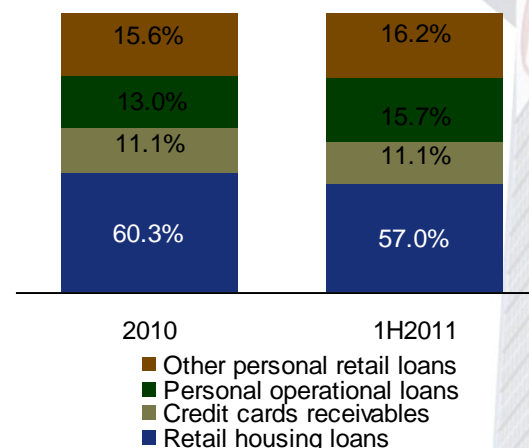 15.6%
16.2%
13.0%
15.7%
11.1%
11.1%
60.3%
57.0%
2010
1H2011
Other personal retail loans
Personal operational loans
Credit cards receivables
Retail housing loans